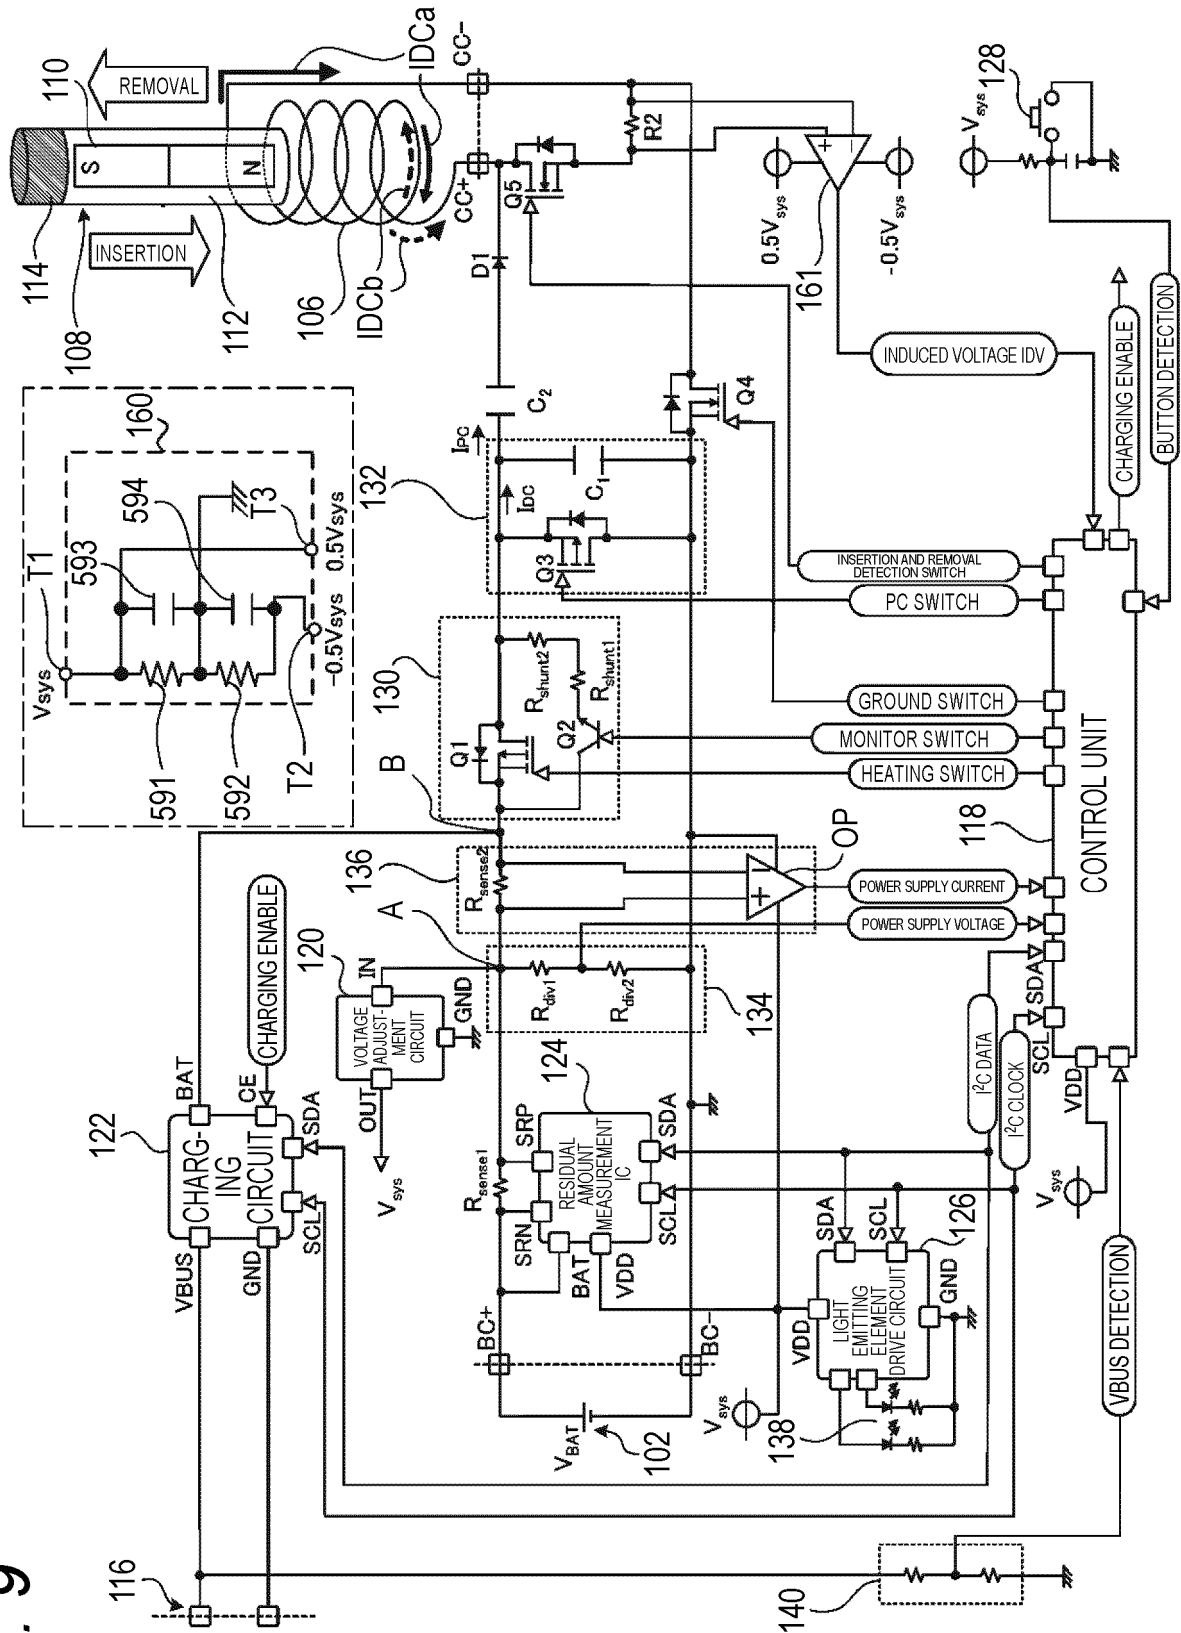 9
116
VBUS
GND
122
CHARG-
ING
CIRCUIT
BAT
CE
SCL
SDA
CHARGING ENABLE
120
VOLTAGE
ADJUST-
MENT
CIRCUIT
IN
OUT
GND
Vsys
T1
Vsys
593
594
160
T3
591
592
T2
-0.5Vsys
0.5Vsys
114
108
INSERTION
112
S
N
110
REMOVAL
106
IDCb
IDCa
CC+
CC-
VBAT
102
BC+
BC-
Rsense1
SRN
SRP
BAT
VDD
RESIDUAL
AMOUNT
MEASUREMENT
IC
124
SCL
SDA
A
Rdiv1
Rdiv2
134
136
Rsense2
B
OP
130
Q1
Q2
Rshunt2
Rshunt1
132
IDC
IPC
Q3
C1
C2
D1
Q4
Q5
R2
161
0.5Vsys
-0.5Vsys
Vsys
128
Vsys
138
VDD
SDA
SCL
LIGHT
EMITTING
ELEMENT
DRIVE CIRCUIT
126
GND
140
VBUS DETECTION
Vsys
I²C DATA
I²C CLOCK
POWER SUPPLY VOLTAGE
POWER SUPPLY CURRENT
HEATING SWITCH
MONITOR SWITCH
GROUND SWITCH
PC SWITCH
INSERTION AND REMOVAL
DETECTION SWITCH
INDUCED VOLTAGE IDV
CHARGING ENABLE
BUTTON DETECTION
VDD
SCL
SDA
118
CONTROL UNIT